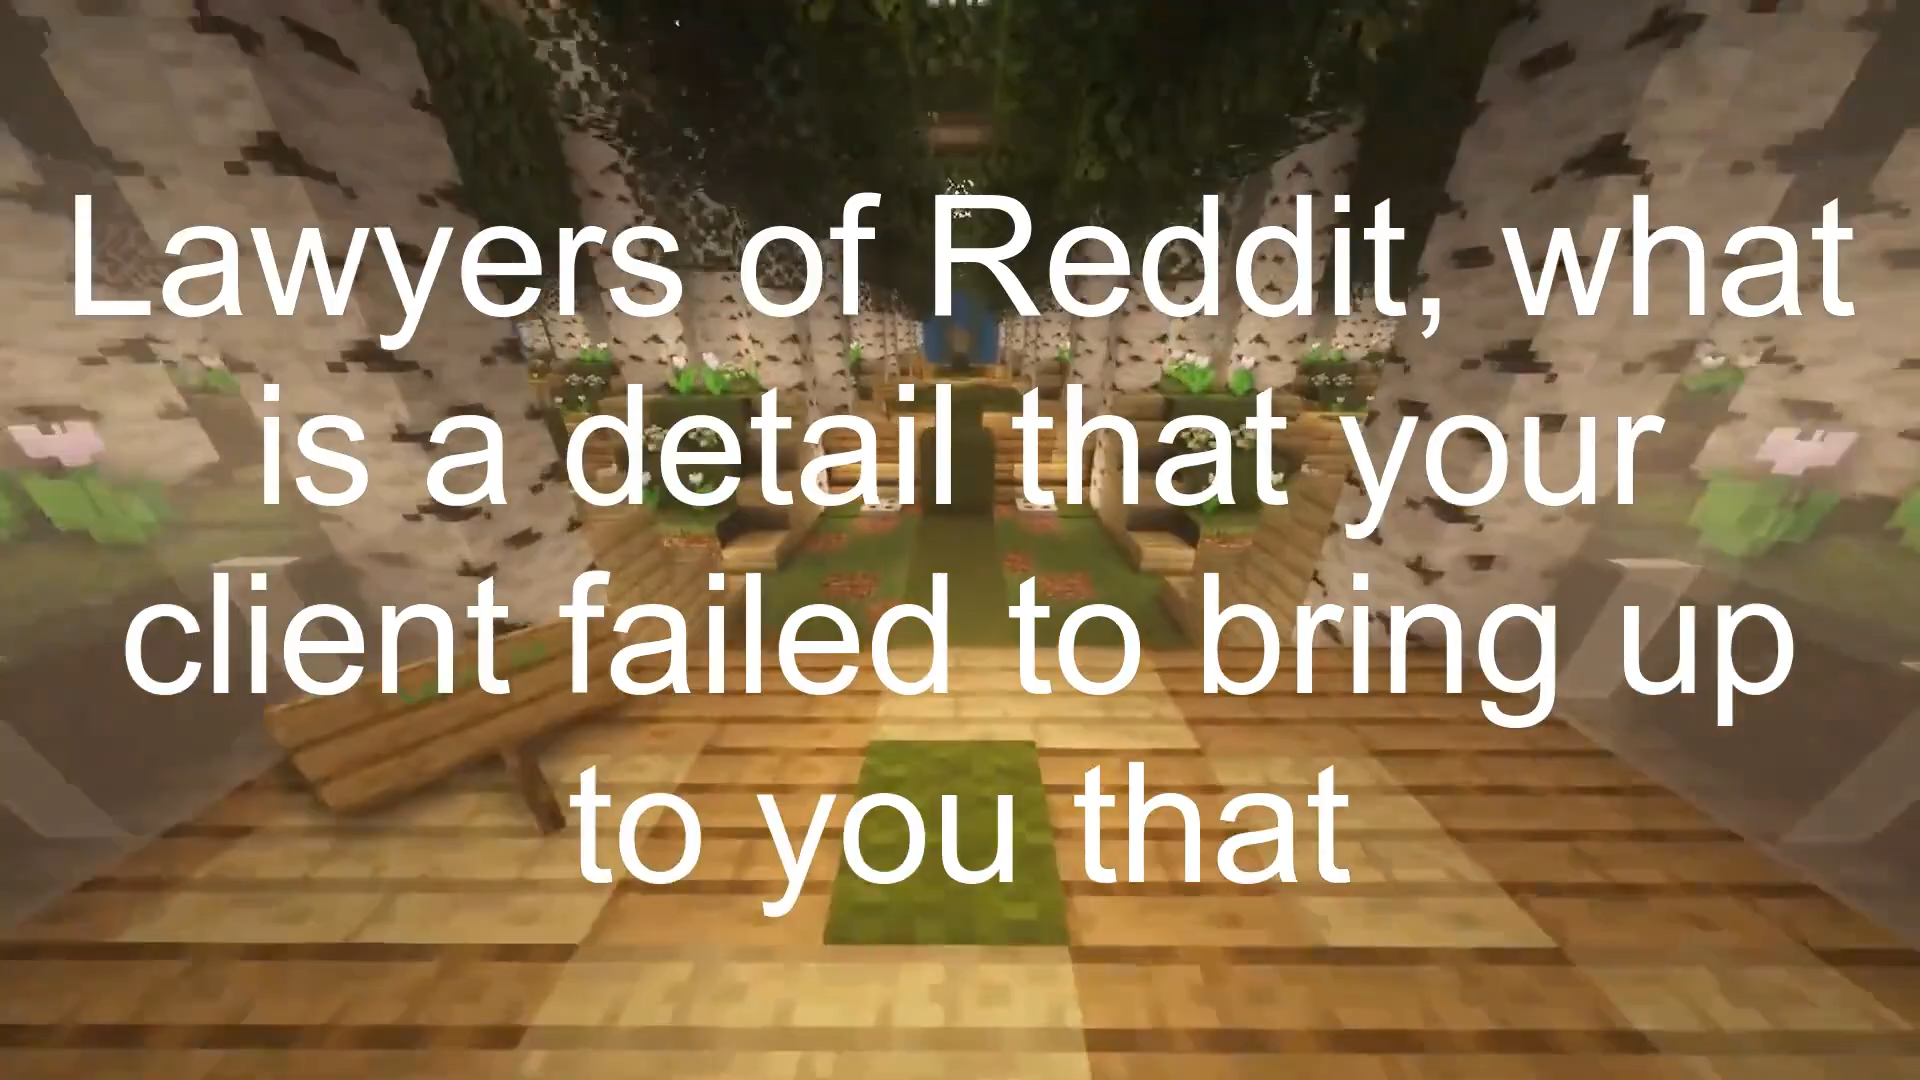 Lawyers of Reddit, what
is a detail that your
client failed to bring up
to you that